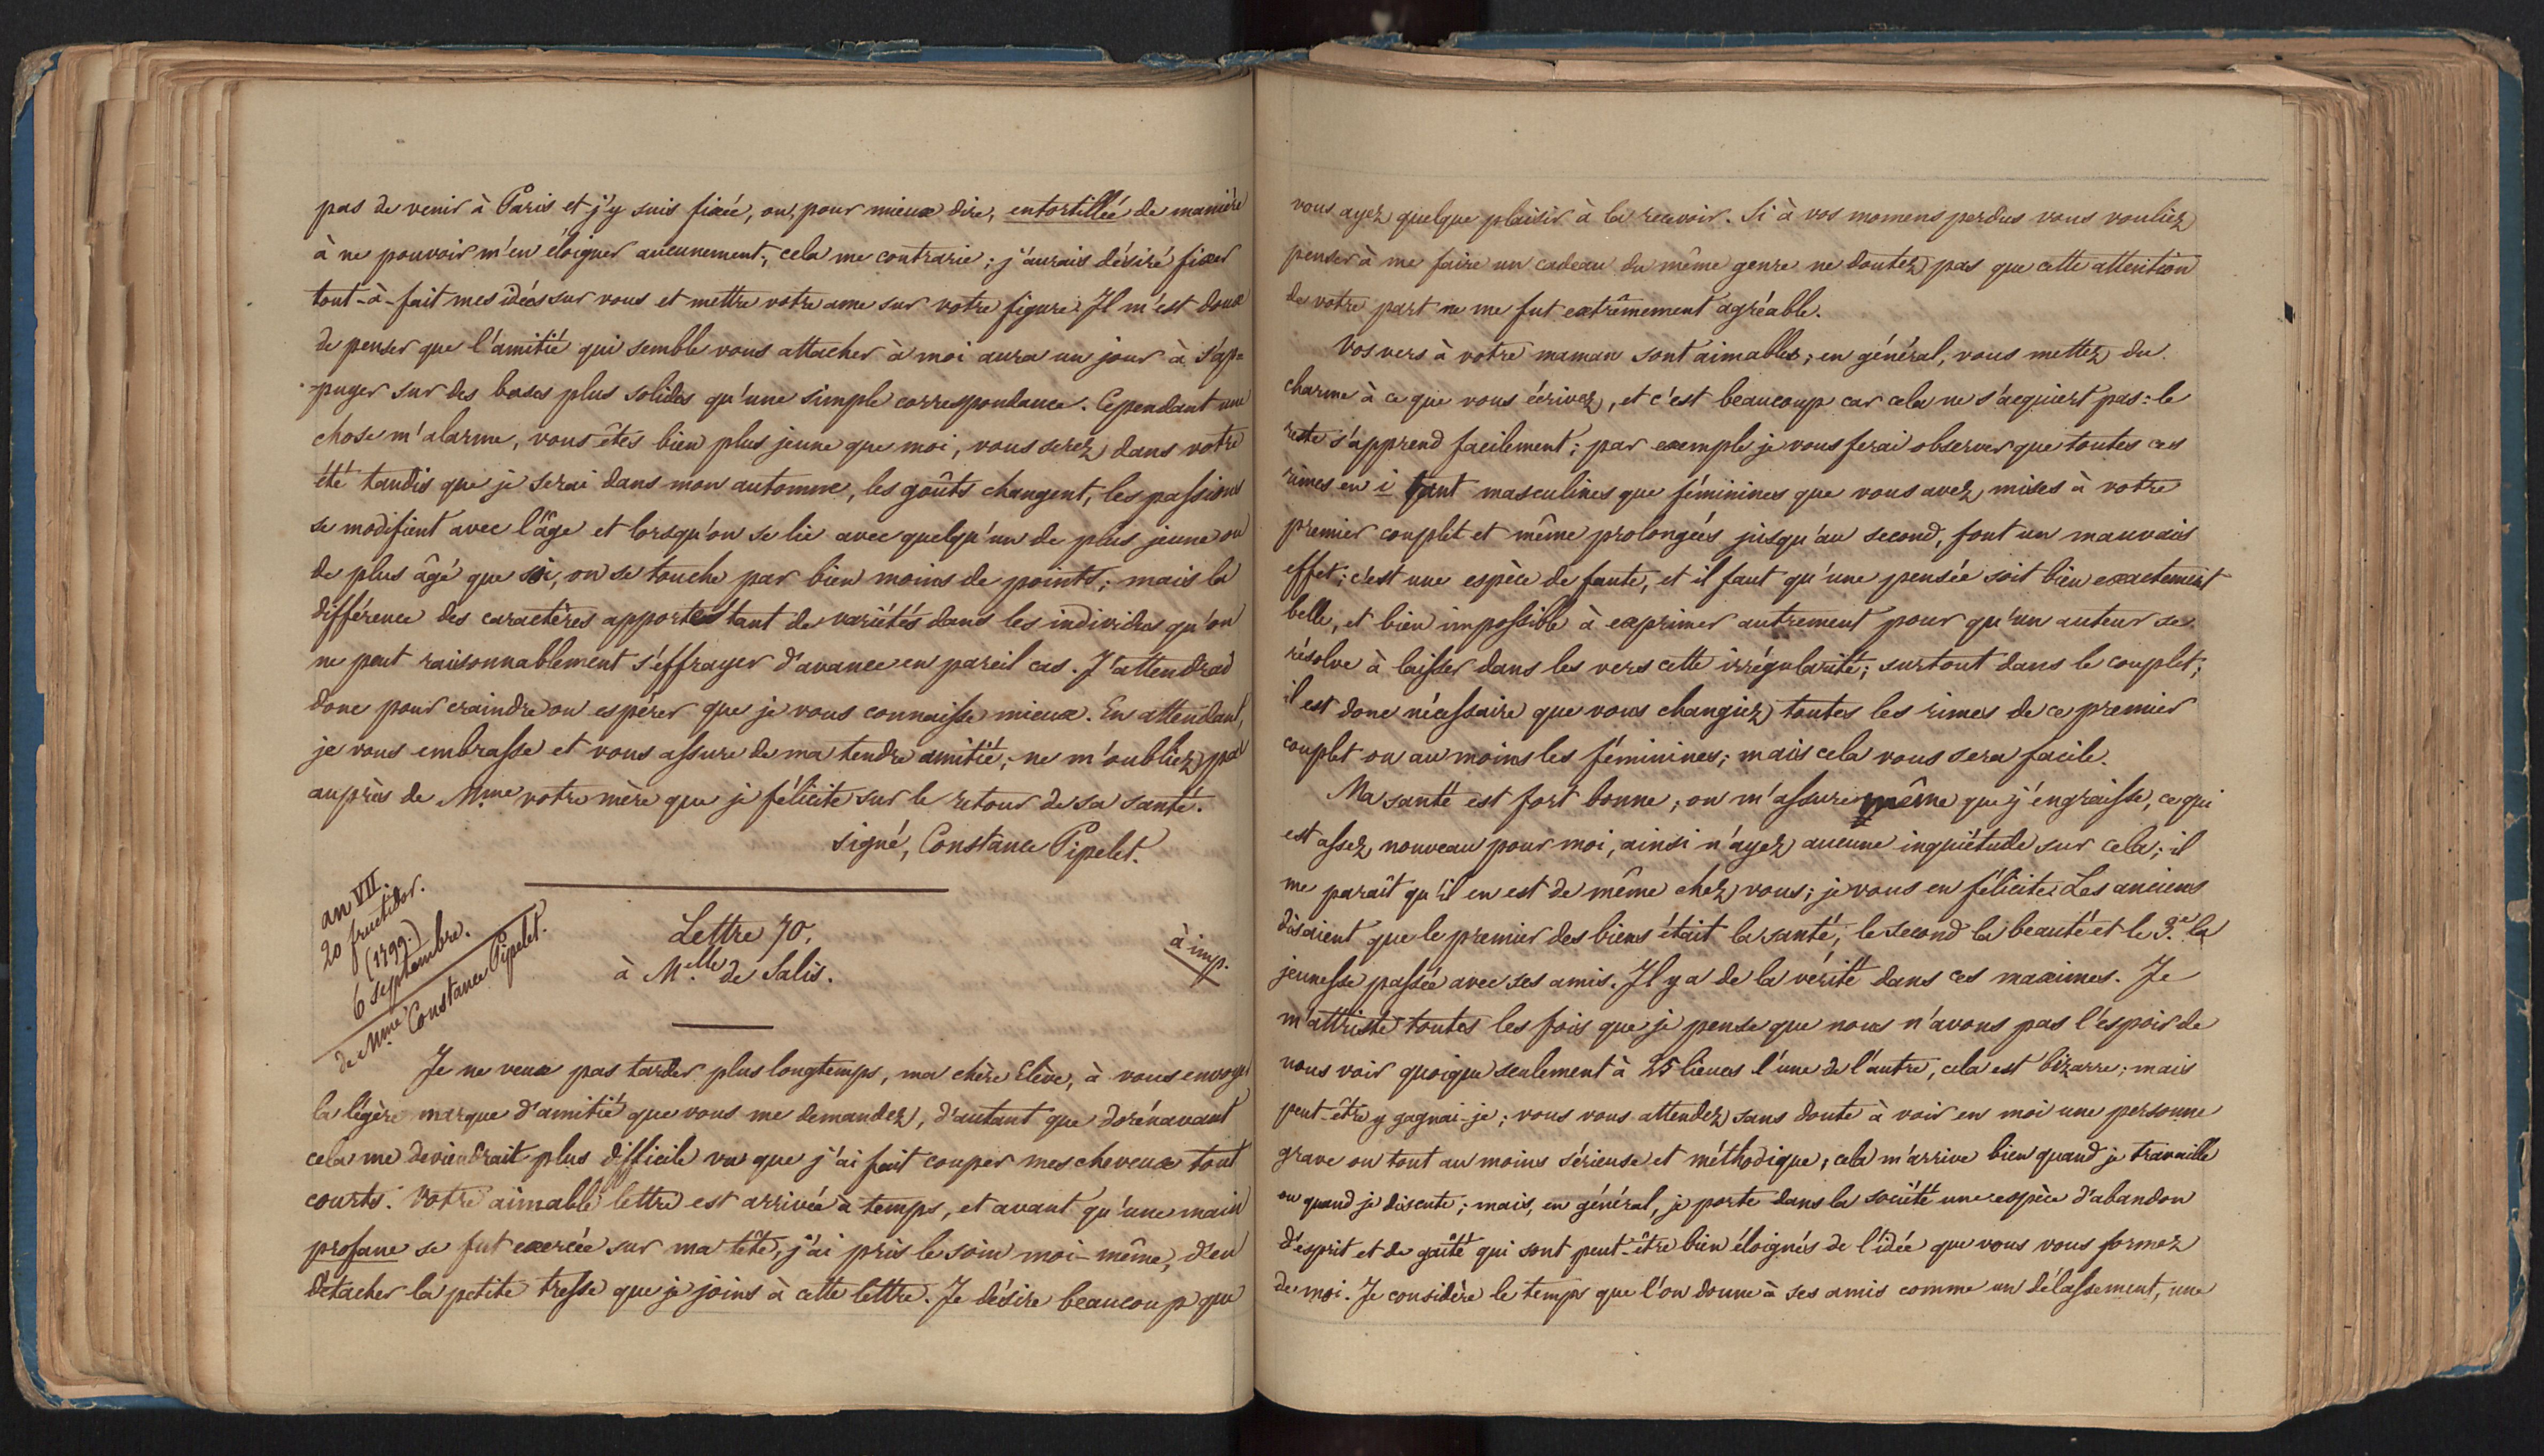 pas de venir à Paris et j'y suis fixée, ou, pour mieux dire, entortillée de manière
à ne pouvoir m'en éloigner aucunement; cela me contrarie; j'aurais désiré fixer
tout-à-fait mes idées sur vous et mettre votre ame sur votre figure. Il m'est doux
de penser que l'amitié qui semble vous attacher à moi aura un jour à s'ap=
-puyer sur des bases plus solides qu'une simple correspondance. Cependant une
chose m'alarme, vous êtes bien plus jeune que moi, vous serez dans votre
été tandis que je serai dans mon automne, les goûts changent, les passions
se modifient avec l'âge et lorsqu'on se lie avec quelqu'un de plus jeune ou
de plus âgé que soi, on se touche par bien moins de points; mais la
différence des caractères apporte tant de variétés dans les individus qu'on
ne peut raisonnablement s'effrayer d'avance en pareil cas. J'attendrai
donc pour craindre ou espérer que je vous connaisse mieux. En attendant,
je vous embrasse et vous assure de ma tendre amitié; ne m'oubliez pas
auprès de Mme votre mère que je félicite sur le retour de sa santé.
signé, Constance Pipelet.
an VII.
20 fructidor.
(1799.)
6 septembre.
de Mme Constance Pipelet.
Lettre 70.
à Melle de Salis.
à imp.
Je ne veux pas tarder plus longtemps, ma chère Elève, à vous envoyer
la légère marque d'amitié que vous me demandez, d'autant que dorénavant
cela me deviendrait plus difficile vu que j'ai fait couper mes cheveux tout
courts. Votre aimable lettre est arrivée à temps, et avant qu'une main
profane se fut exercée sur ma tête, j'ai pris le soin moi-même, d'en
détacher la petite tresse que je joins à cette lettre. Je désire beaucoup que
vous ayez quelque plaisir à la recevoir. Si à vos momens perdus vous vouliez
penser à me faire un cadeau du même genre ne doutez pas que cette attention
de votre part ne me fut extrêmement agréable.
Vos vers à votre maman sont aimables; en général, vous mettez du
charme à ce que vous écrivez, et c'est beaucoup car cela ne s'acquiert pas: le
reste s'apprend facilement; par exemple je vous ferai observer que toutes ces
rimes en i tant masculines que féminines que vous avez mises à votre
premier couplet et même prolongées jusqu'au second, font un mauvais
effet; c'est une espèce de faute, et il faut qu'une pensée soit bien exactement
belle, et bien impossible à exprimer autrement pour qu'un auteur se
résolve à laisser dans les vers cette irrégularité; surtout dans le couplet;
il est donc nécessaire que vous changiez toutes les rimes de ce premier
couplet ou au moins les féminines; mais cela vous sera facile.
Ma santé est fort bonne; on m'assure même que j'engraisse, ce qui
est assez nouveau pour moi, ainsi n'ayez aucune inquiétude sur cela; il
me paraît qu'il en est de même chez vous; je vous en félicite. Les anciens
disaient que le premier des biens était la santé, le second la beauté et le 3.e la
jeunesse passée avec ses amis. Il y a de la vérité dans ces maximes. Je
m'attriste toutes les fois que je pense que nous n'avons pas l'espoir de
nous voir quoique seulement à 25 lieues l'une de l'autre, cela est bizarre; mais
peut-être y gagnai-je; vous vous attendez sans doute à voir en moi une personne
grave ou tout au moins sérieuse et méthodique; cela m'arrive bien quand je travaille
ou quand je discute; mais, en général, je porte dans la société une espèce d'abandon
d'esprit et de gaîté qui sont peut-être bien éloignés de l'idée que vous vous formez
de moi. Je considère le temps que l'on donne à ses amis comme un délassement, une